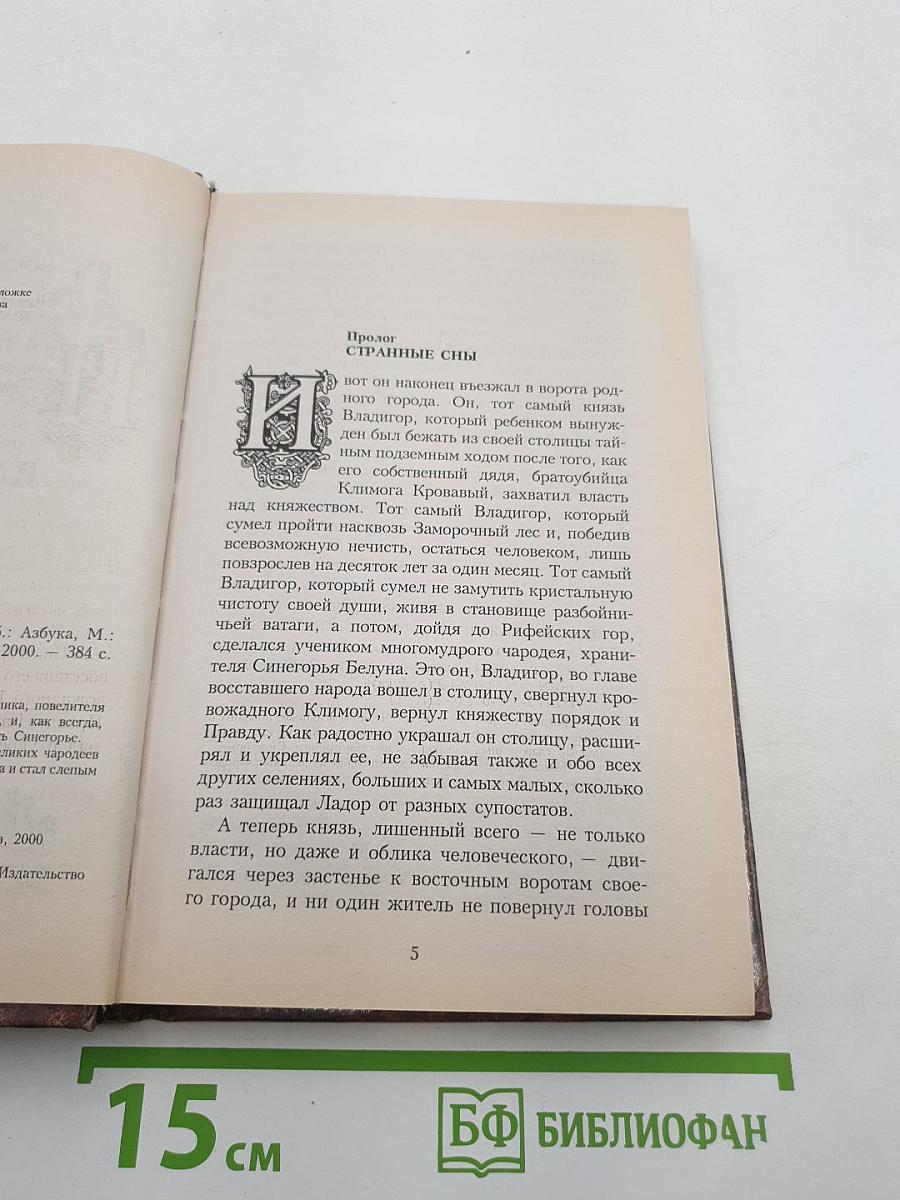 ложке
ва
б.: Азбука, М.:
2000. — 384 с.
ника, повелителя
, и, как всегда,
ть Синегорье.
еликих чародеев
а и стал слепым
в, 2000
Издательство
Пролог
СТРАННЫЕ СНЫ
И вот он наконец въезжал в ворота род-
ного города. Он, тот самый князь
Владигор, который ребенком вынуж-
ден был бежать из своей столицы тай-
ным подземным ходом после того, как
его собственный дядя, братоубийца
Климога Кровавый, захватил власть
над княжеством. Тот самый Владигор, который
сумел пройти насквозь Заморочный лес и, победив
всевозможную нечисть, остаться человеком, лишь
повзрослев на десяток лет за один месяц. Тот самый
Владигор, который сумел не замутить кристальную
чистоту своей души, живя в становище разбойни-
чьей ватаги, а потом, дойдя до Рифейских гор,
сделался учеником многомудрого чародея, храни-
теля Синегорья Белуна. Это он, Владигор, во главе
восставшего народа вошел в столицу, свергнул кро-
вожадного Климогу, вернул княжеству порядок и
Правду. Как радостно украшал он столицу, расши-
рял и укреплял ее, не забывая также и обо всех
других селениях, больших и самых малых, сколько
раз защищал Ладор от разных супостатов.
А теперь князь, лишенный всего — не только
власти, но даже и облика человеческого, — дви-
гался через застенье к восточным воротам свое-
го города, и ни один житель не повернул головы
5
15 см
БФ БИБЛИОФАН